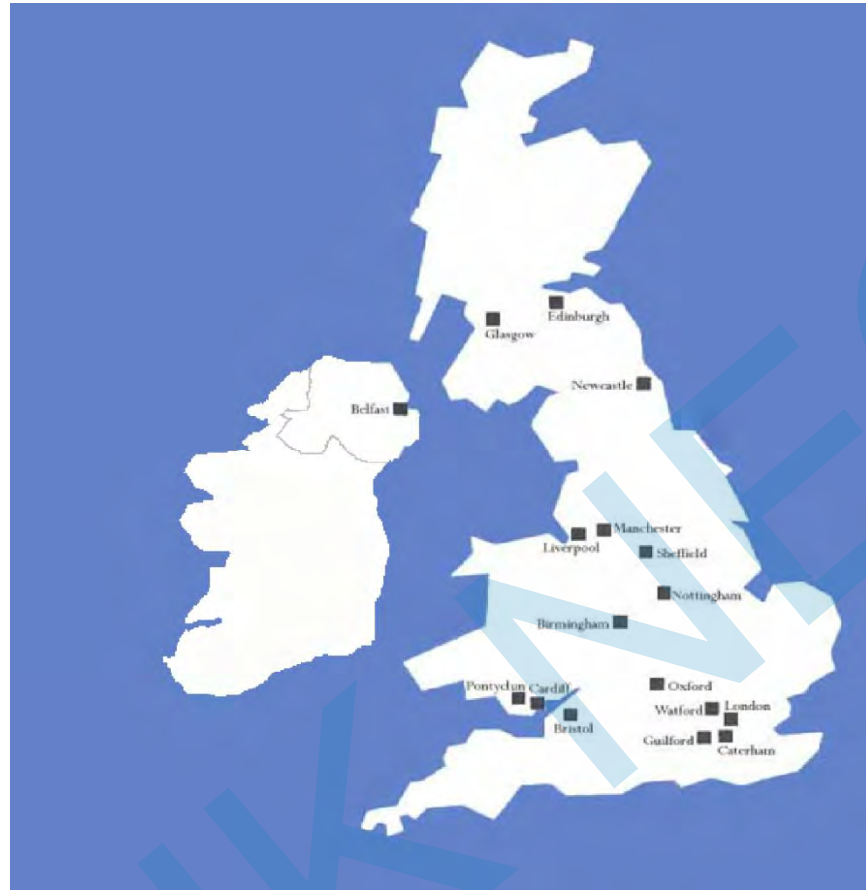 Edinburgh
Glasgow
Newcastle
Belfast
Manchester
Liverpool
Sheffield
Nottingham
Birmingham
Pontyclun Cardiff
Oxford
Watford London
Bristol
Guilford Caterham